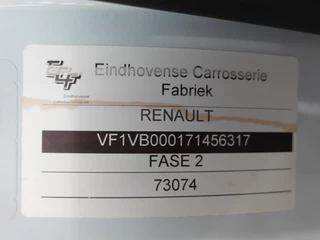 Eindhovense Carrosserie
Fabriek
RENAULT
VF1VB000171456317
FASE 2
73074